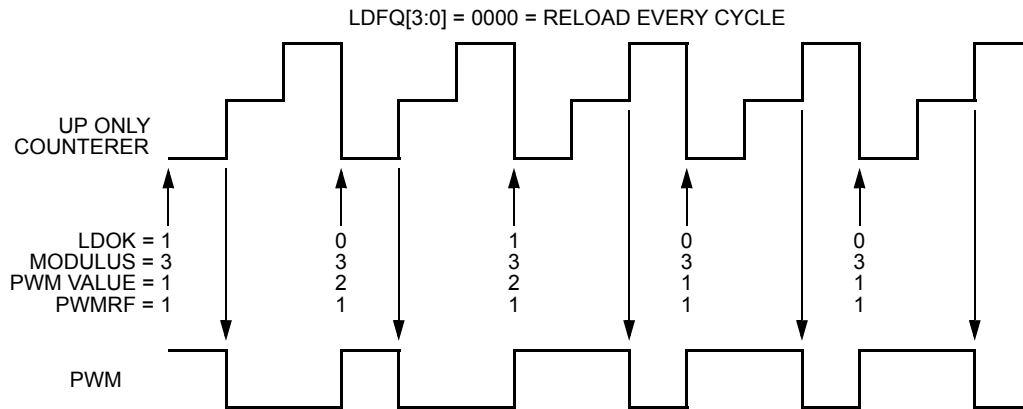 LDFQ[3:0] = 0000 = RELOAD EVERY CYCLE
UP ONLY
COUNTERER
LDOK = 1 0 1 0 0
MODULUS = 3 3 3 3 3
PWM VALUE = 1 2 2 1 1
PWMRF = 1 1 1 1 1
PWM